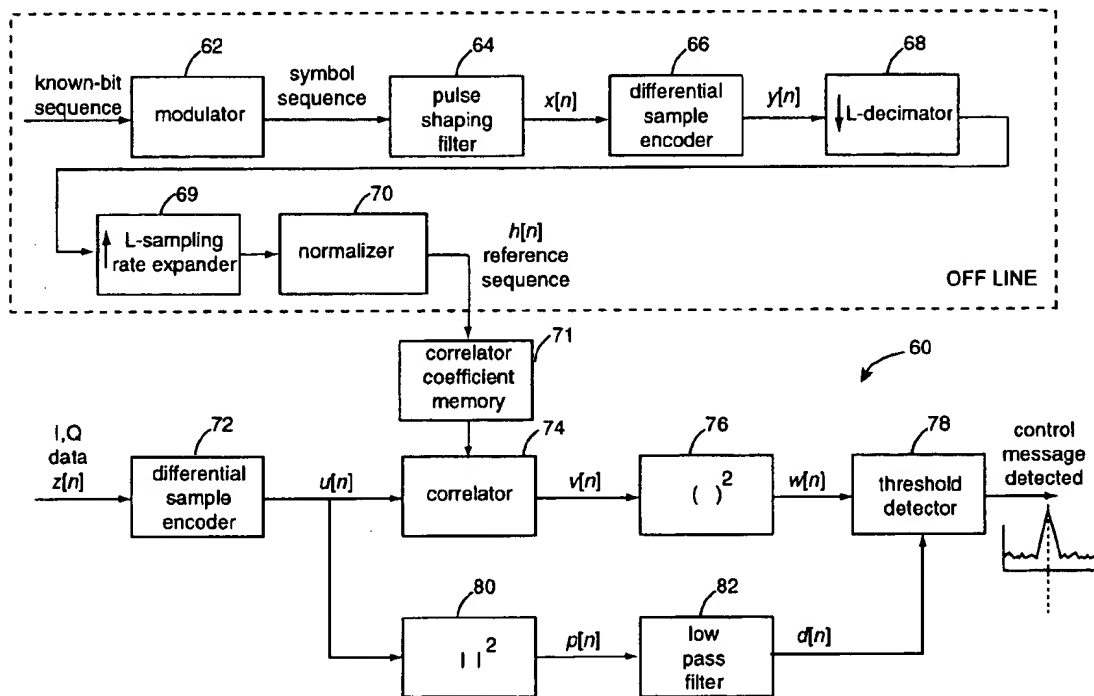 62
64
66
68
known-bit
sequence
modulator
symbol
sequence
pulse
shaping
filter
x[n]
differential
sample
encoder
y[n]
↓ L-decimator
69
70
↑ L-sampling
rate expander
normalizer
h[n]
reference
sequence
OFF LINE
71
correlator
coefficient
memory
60
I,Q
data
z[n]
72
differential
sample
encoder
u[n]
74
correlator
v[n]
76
( )²
w[n]
78
threshold
detector
control
message
detected
80
| |²
p[n]
82
low
pass
filter
d[n]